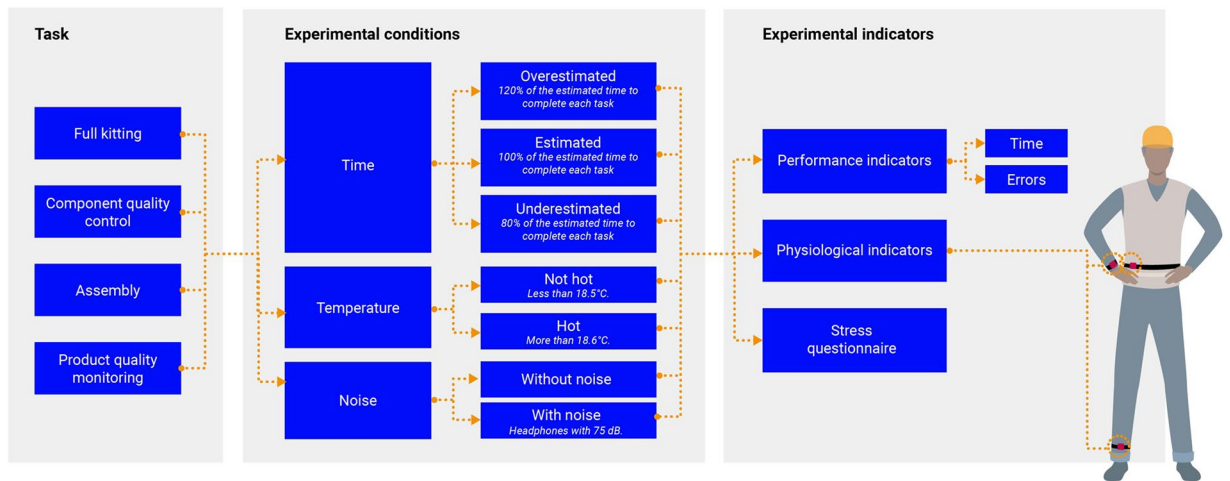 Task
Full kitting
Component quality
control
Assembly
Product quality
monitoring
Experimental conditions
Time
Overestimated
120% of the estimated time to
complete each task
Estimated
100% of the estimated time to
complete each task
Underestimated
80% of the estimated time to
complete each task
Temperature
Not hot
Less than 18.5°C.
Hot
More than 18.6°C.
Noise
Without noise
With noise
Headphones with 75 dB.
Experimental indicators
Performance indicators
Time
Errors
Physiological indicators
Stress
questionnaire